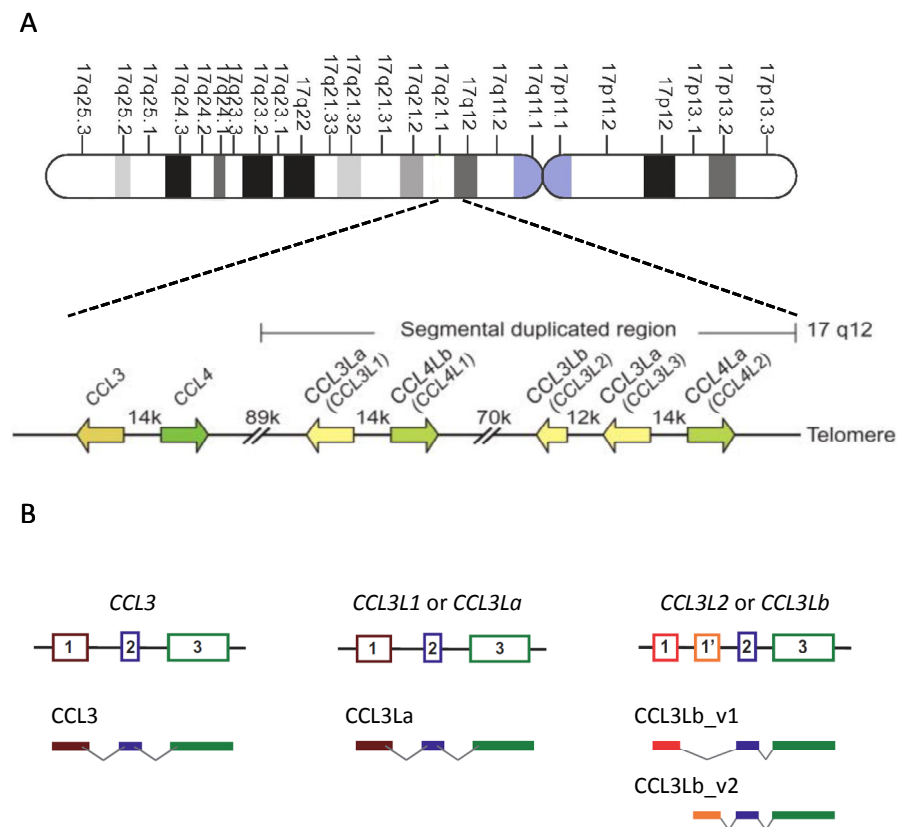 A
17q25.3
17q25.2
17q25.1
17q24.3
17q24.2
17q24.1
17q23.3
17q23.2
17q23.1
17q22
17q21.33
17q21.32
17q21.31
17q21.2
17q21.1
17q12
17q11.2
17q11.1
17p11.1
17p11.2
17p12
17p13.1
17p13.2
17p13.3
Segmental duplicated region
17 q12
CCL3
CCL4
CCL3La
(CCL3L1)
CCL4Lb
(CCL4L1)
CCL3Lb
(CCL3L2)
CCL3La
(CCL3L3)
CCL4La
(CCL4L2)
14k 89k 14k 70k 12k 14k
Telomere
B
CCL3 CCL3L1 or CCL3La CCL3L2 or CCL3Lb
1 2 3 1 2 3 1 1' 2 3
CCL3 CCL3La CCL3Lb_v1
CCL3Lb_v2